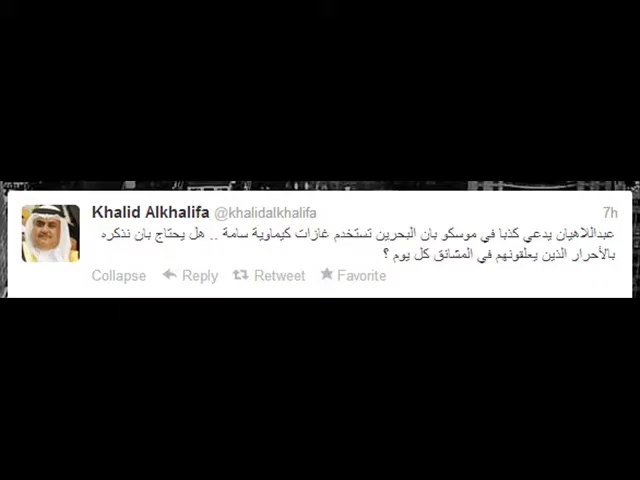 Khalid Alkhalifa @khalidalkhalifa 7h
عبداللاهيان يدعي كذبا في موسكو بان البحرين تستخدم غازات كيماوية سامة .. هل يحتاج بان نذكره
بالأحرار الذين يعلقونهم في المشانق كل يوم ؟
Collapse Reply Retweet Favorite